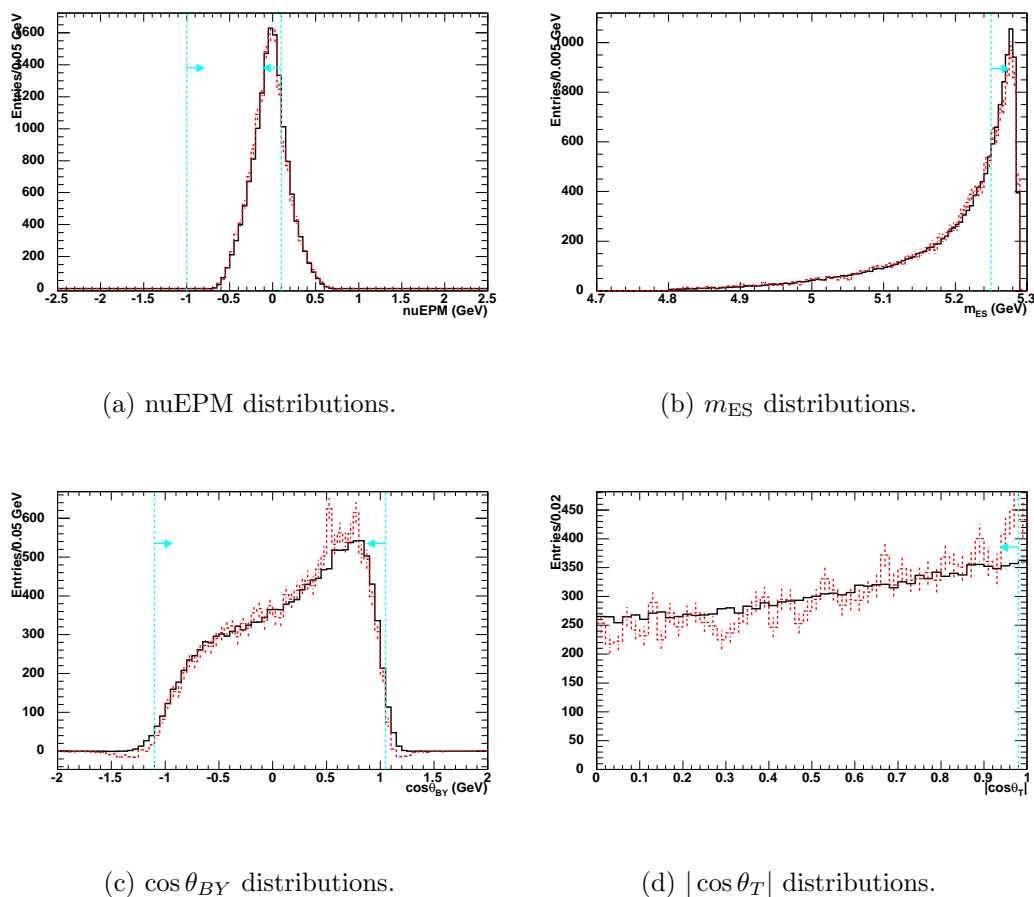 Entries/0.05 GeV
1600
1400
1200
1000
800
600
400
200
0
-2.5 -2 -1.5 -1 -0.5 0 0.5 1 1.5 2 2.5
nuEPM (GeV)
Entries/0.005 GeV
1000
800
600
400
200
0
4.7 4.8 4.9 5 5.1 5.2 5.3
m_ES (GeV)
(a) nuEPM distributions.
(b) m_ES distributions.
Entries/0.05 GeV
600
500
400
300
200
100
0
-2 -1.5 -1 -0.5 0 0.5 1 1.5 2
cosθ_BY (GeV)
Entries/0.02
450
400
350
300
250
200
150
100
50
0
0 0.1 0.2 0.3 0.4 0.5 0.6 0.7 0.8 0.9 1
|cosθ_T|
(c) cos θ_BY distributions.
(d) | cos θ_T| distributions.